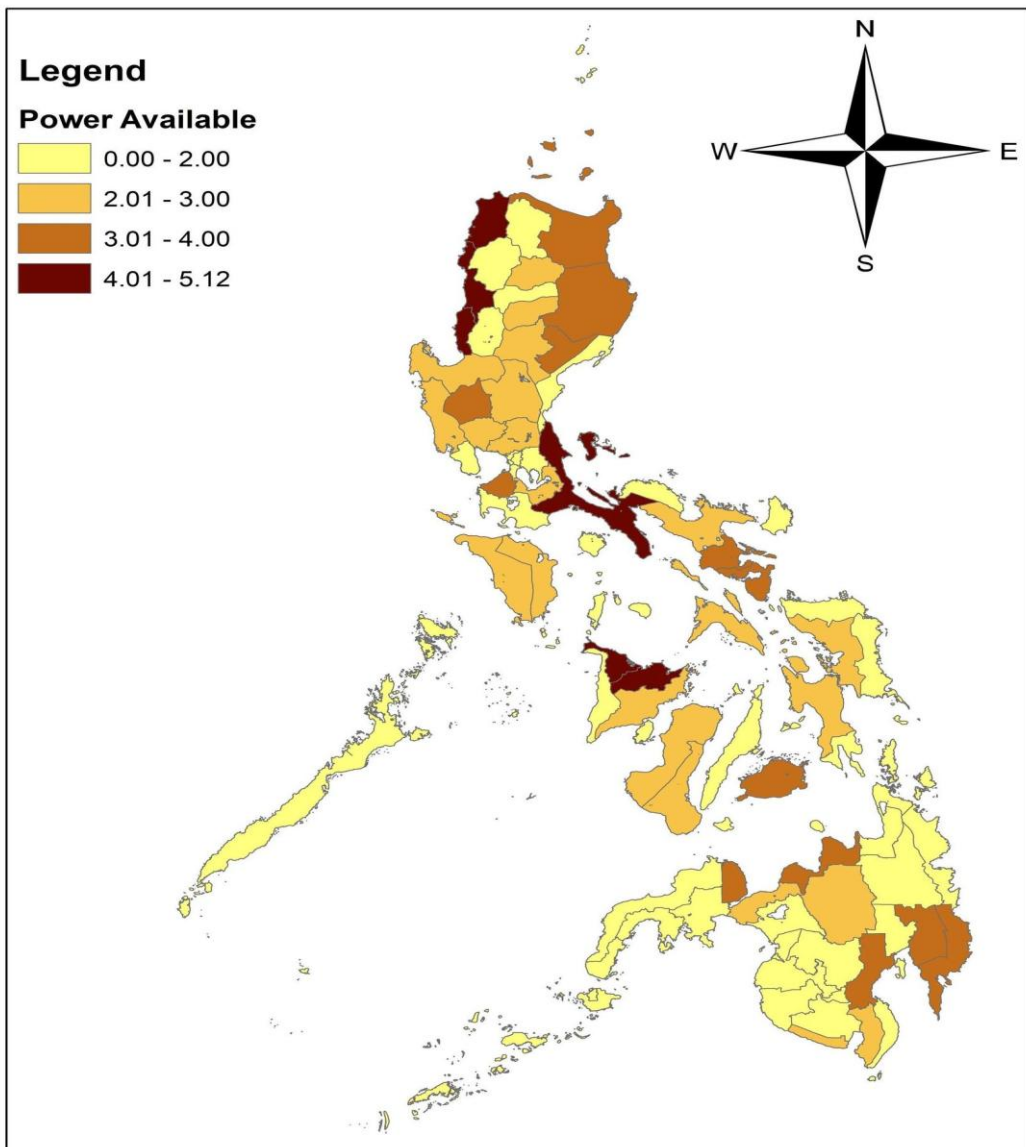 N
Legend
Power Available
0.00 - 2.00
W E
2.01 - 3.00
3.01 - 4.00
S
4.01 - 5.12